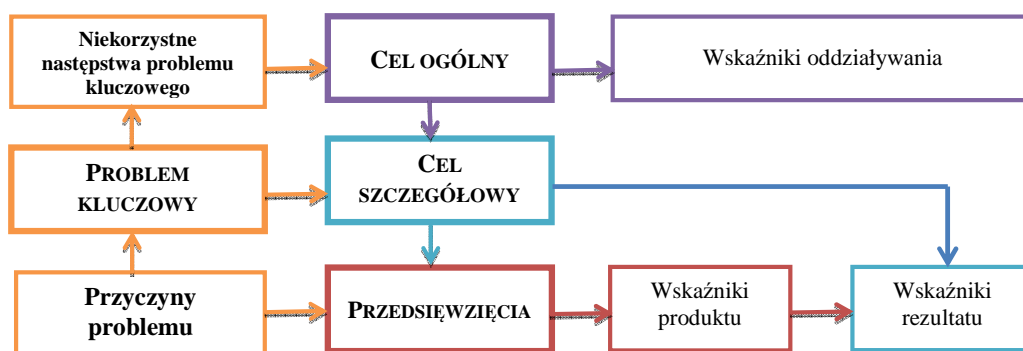 Niekorzystne
następstwa problemu
kluczowego
CEL OGÓLNY
Wskaźniki oddziaływania
PROBLEM
KLUCZOWY
CEL
SZCZEGÓŁOWY
Przyczyny
problemu
PRZEDSIĘWZIĘCIA
Wskaźniki
produktu
Wskaźniki
rezultatu